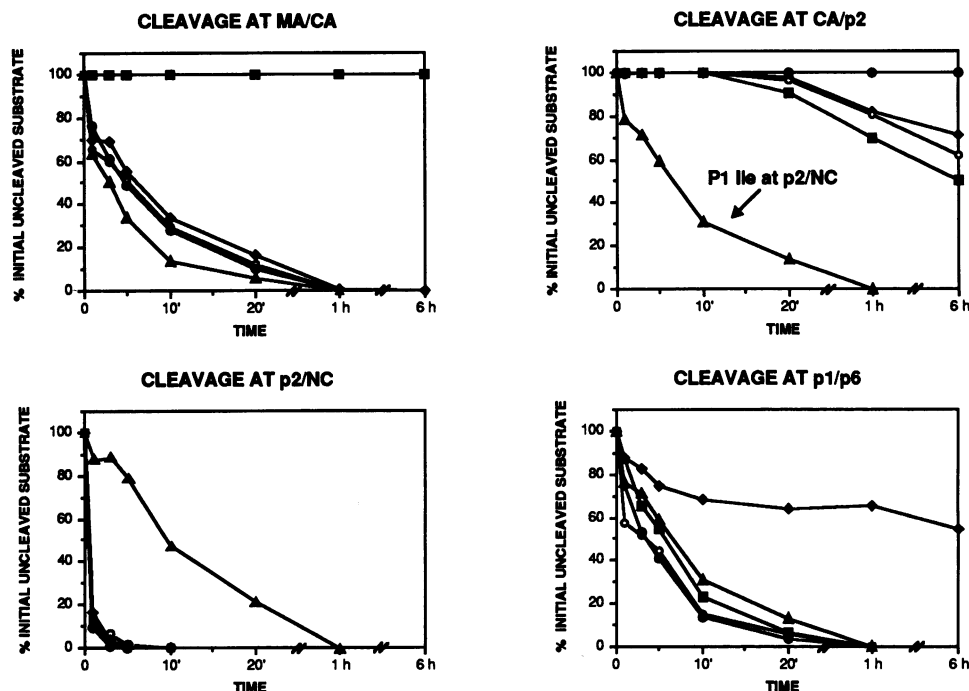 CLEAVAGE AT MA/CA
% INITIAL UNCLEAVED SUBSTRATE
100
80
60
40
20
0
0
10'
20'
1 h
6 h
TIME
CLEAVAGE AT CA/p2
% INITIAL UNCLEAVED SUBSTRATE
100
80
60
40
20
0
P1 Ile at p2/NC
0
10'
20'
1 h
6 h
TIME
CLEAVAGE AT p2/NC
% INITIAL UNCLEAVED SUBSTRATE
100
80
60
40
20
0
0
10'
20'
1 h
6 h
TIME
CLEAVAGE AT p1/p6
% INITIAL UNCLEAVED SUBSTRATE
100
80
60
40
20
0
0
10'
20'
1 h
6 h
TIME